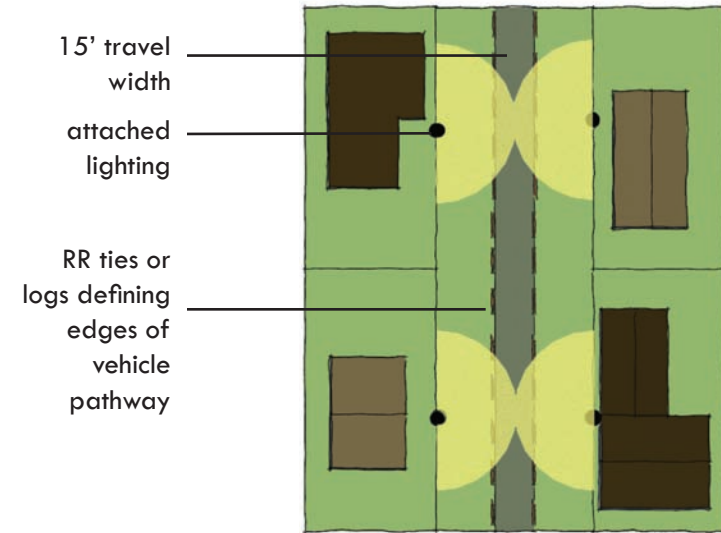 15’ travel
width
attached
lighting
RR ties or
logs defining
edges of
vehicle
pathway